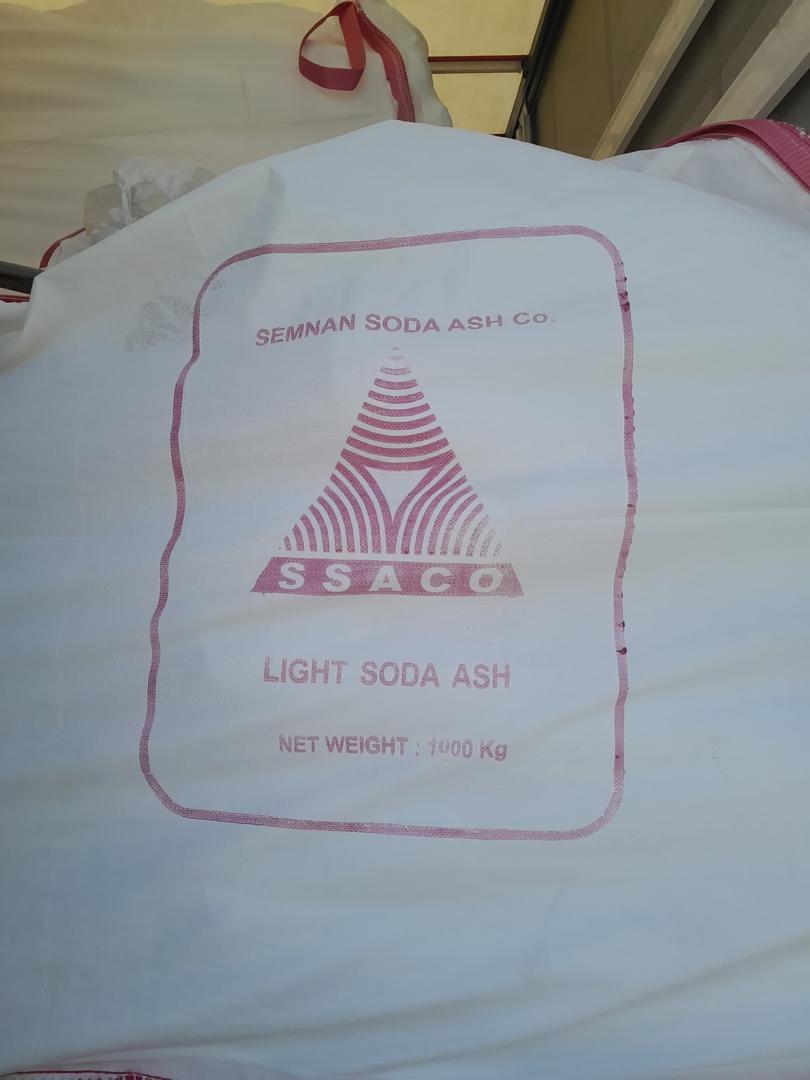 SEMNAN SODA ASH Co.
SSACO
LIGHT SODA ASH
NET WEIGHT : 1000 Kg